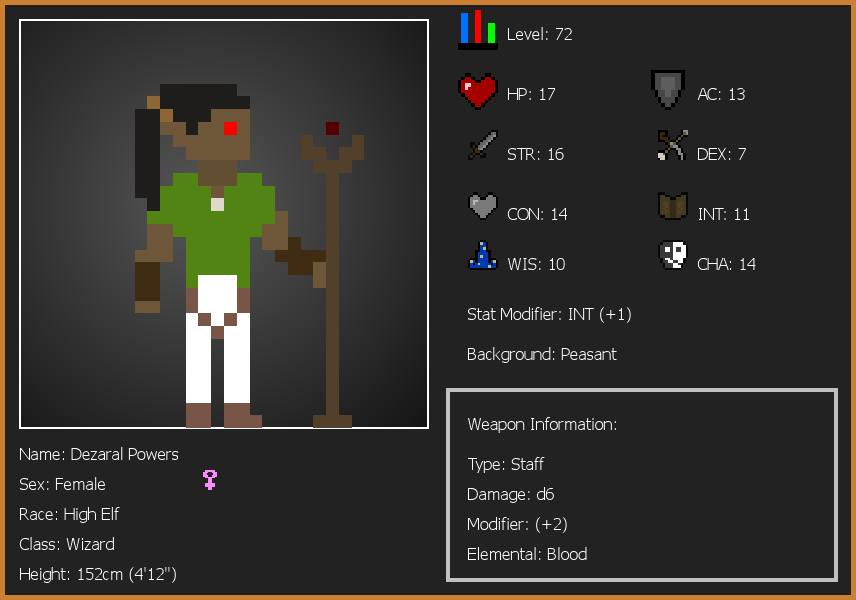 Level: 72
HP: 17
AC: 13
STR: 16
DEX: 7
CON: 14
INT: 11
WIS: 10
CHA: 14
Stat Modifier: INT (+1)
Background: Peasant
Weapon Information:
Type: Staff
Damage: d6
Modifier: (+2)
Elemental: Blood
Name: Dezaral Powers
Sex: Female
Race: High Elf
Class: Wizard
Height: 152cm (4'12")